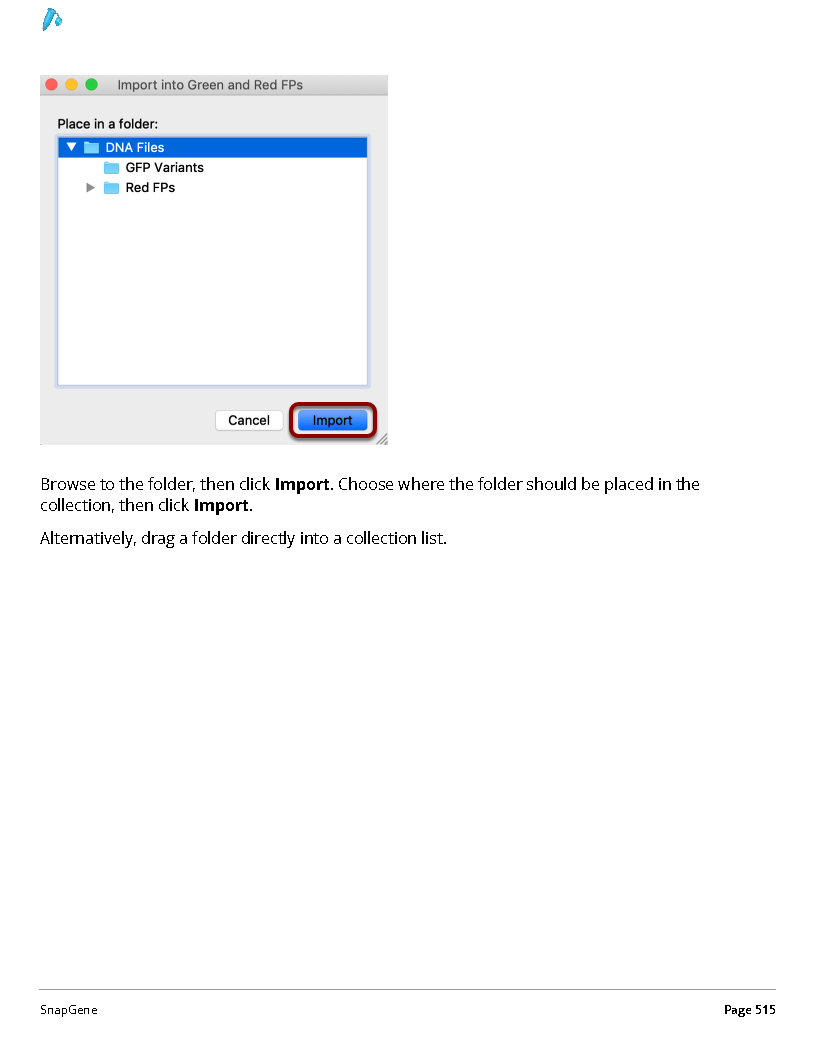 Import into Green and Red FPs
Place in a folder:
DNA Files
GFP Variants
Red FPs
Cancel
Import
Browse to the folder, then click Import. Choose where the folder should be placed in the
collection, then click Import.
Alternatively, drag a folder directly into a collection list.
SnapGene
Page 515